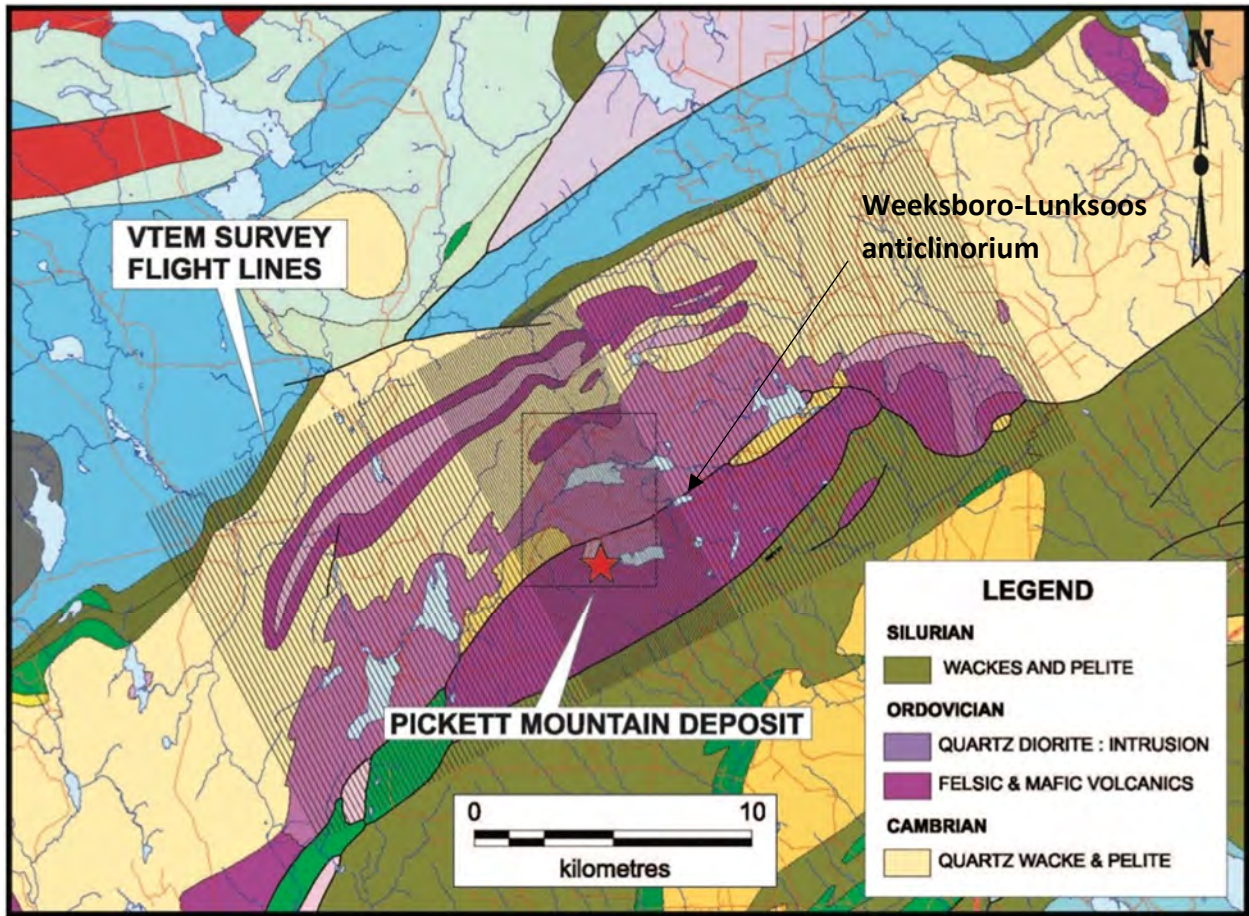 N
Weeksboro-Lunksoos
anticlinorium
VTEM SURVEY
FLIGHT LINES
PICKETT MOUNTAIN DEPOSIT
0 10
kilometres
LEGEND
SILURIAN
WACKES AND PELITE
ORDOVICIAN
QUARTZ DIORITE : INTRUSION
FELSIC & MAFIC VOLCANICS
CAMBRIAN
QUARTZ WACKE & PELITE